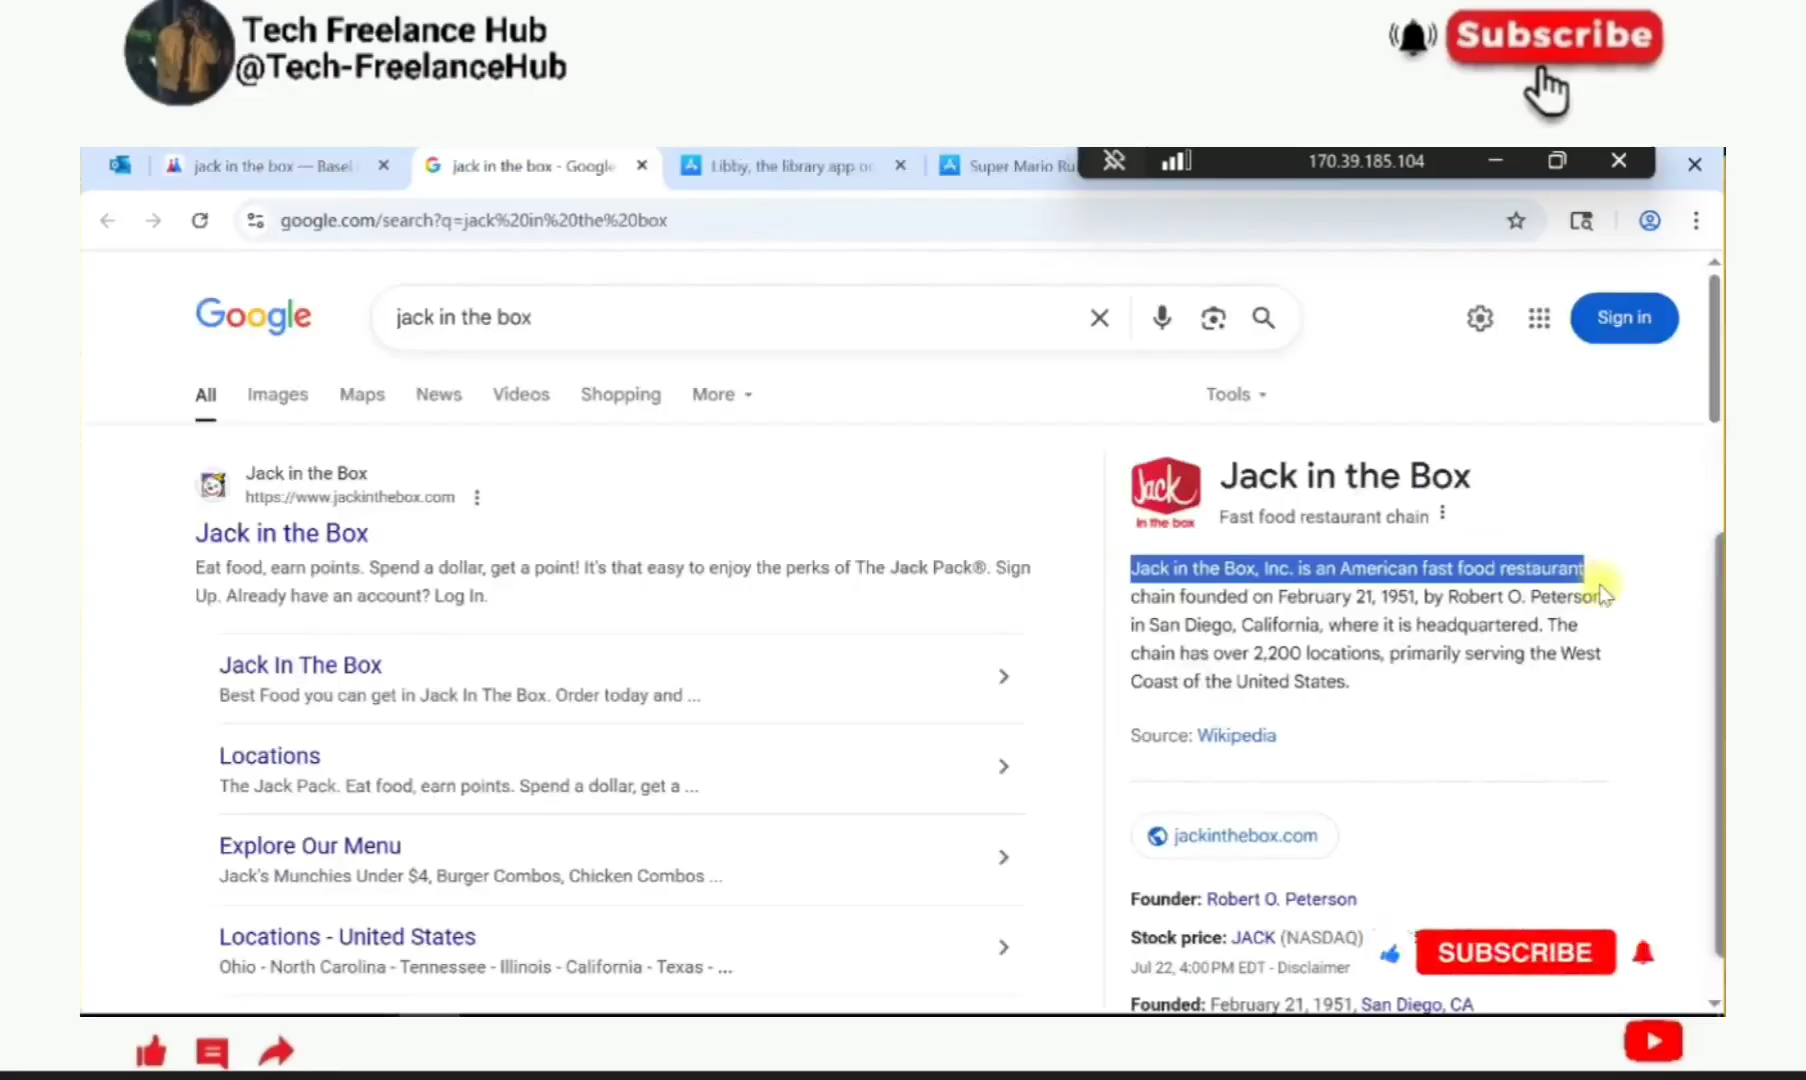 Tech Freelance Hub
@Tech-FreelanceHub
Subscribe
jack in the box — Basel
jack in the box - Google
Libby, the library app on
Super Mario Ru
170.39.185.104
google.com/search?q=jack%20in%20the%20box
Google
jack in the box
Sign in
All
Images
Maps
News
Videos
Shopping
More
Tools
Jack in the Box
https://www.jackinthebox.com
Jack in the Box
Eat food, earn points. Spend a dollar, get a point! It's that easy to enjoy the perks of The Jack Pack®. Sign
Up. Already have an account? Log In.
Jack In The Box
Best Food you can get in Jack In The Box. Order today and ...
Locations
The Jack Pack. Eat food, earn points. Spend a dollar, get a ...
Explore Our Menu
Jack's Munchies Under $4, Burger Combos, Chicken Combos ...
Locations - United States
Ohio - North Carolina - Tennessee - Illinois - California - Texas - ...
Jack
in the box
Jack in the Box
Fast food restaurant chain
Jack in the Box, Inc. is an American fast food restaurant
chain founded on February 21, 1951, by Robert O. Peterson
in San Diego, California, where it is headquartered. The
chain has over 2,200 locations, primarily serving the West
Coast of the United States.
Source: Wikipedia
jackinthebox.com
Founder: Robert O. Peterson
Stock price: JACK (NASDAQ)
Jul 22, 4:00 PM EDT - Disclaimer
SUBSCRIBE
Founded: February 21, 1951, San Diego, CA